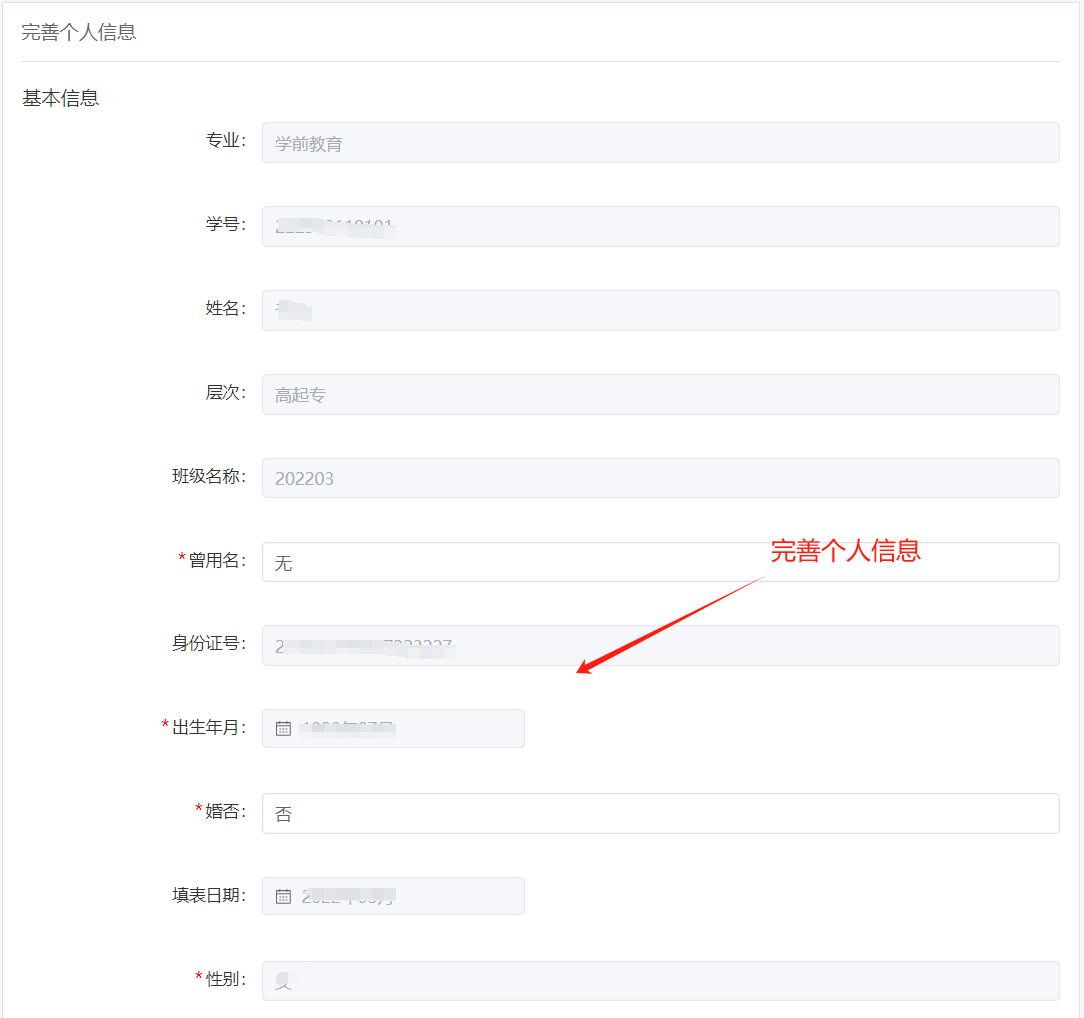 完善个人信息
基本信息
专业： 学前教育
学号：
姓名：
层次： 高起专
班级名称： 202203
*曾用名： 无
完善个人信息
身份证号：
*出生年月：
*婚否： 否
填表日期：
*性别：